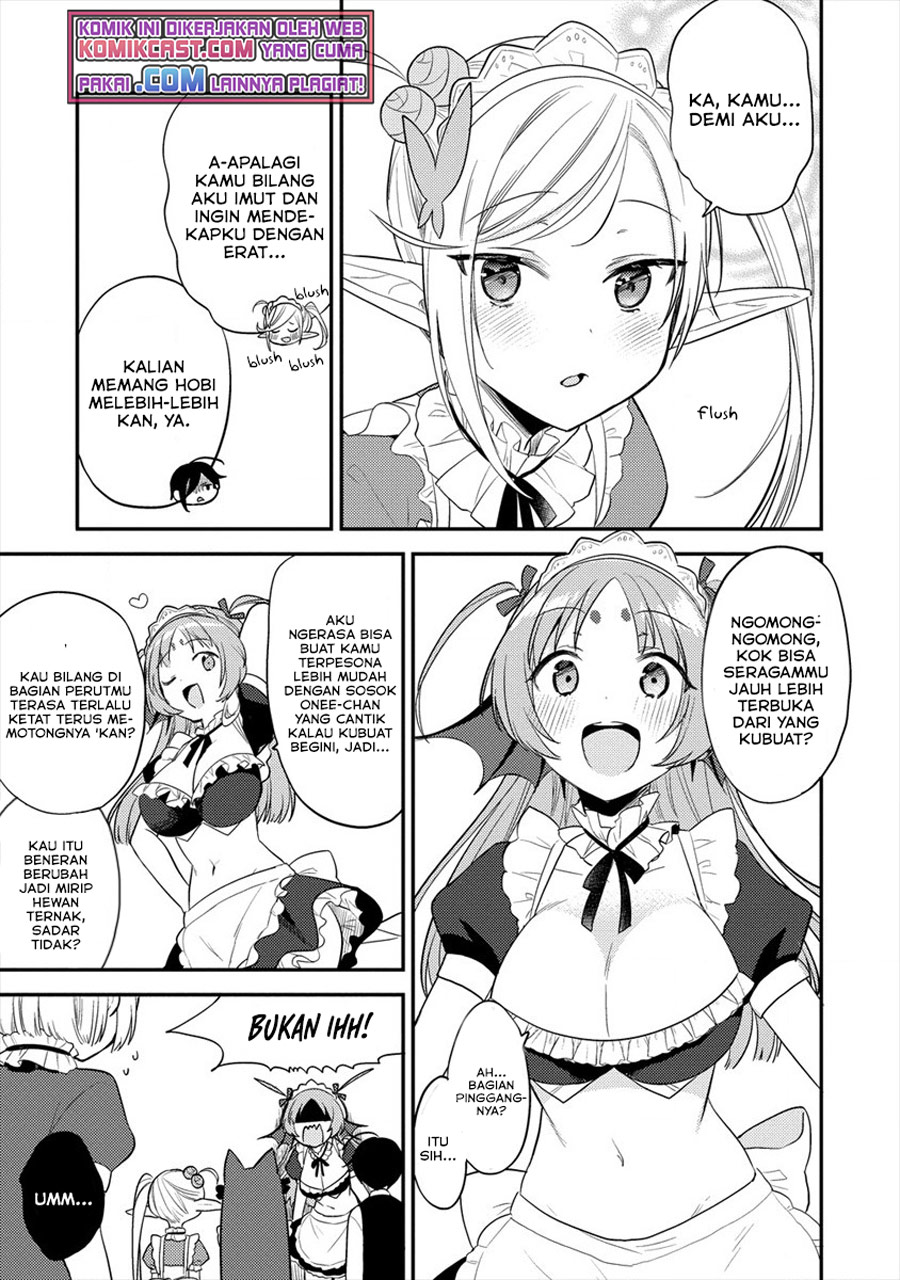 KOMIK INI DIKERJAKAN OLEH WEB
KOMIKCAST.COM YANG CUMA
PAKAI .COM LAINNYA PLAGIAT!
KA, KAMU...
DEMI AKU...
flush
A-APALAGI
KAMU BILANG
AKU IMUT DAN
INGIN MENDE-
KAPKU DENGAN
ERAT...
blush
blush
blush
KALIAN
MEMANG HOBI
MELEBIH-LEBIH
KAN, YA.
NGOMONG-
NGOMONG,
KOK BISA
SERAGAMMU
JAUH LEBIH
TERBUKA
DARI YANG
KUBUAT?
AH...
BAGIAN
PINGGANG-
NYA?
ITU
SIH...
AKU
NGERASA BISA
BUAT KAMU
TERPESONA
LEBIH MUDAH
DENGAN SOSOK
ONEE-CHAN
YANG CANTIK
KALAU KUBUAT
BEGINI, JADI...
KAU BILANG DI
BAGIAN PERUTMU
TERASA TERLALU
KETAT TERUS ME-
MOTONGNYA 'KAN?
KAU ITU
BENERAN
BERUBAH
JADI MIRIP
HEWAN
TERNAK,
SADAR
TIDAK?
BUKAN IHH!
UMM...